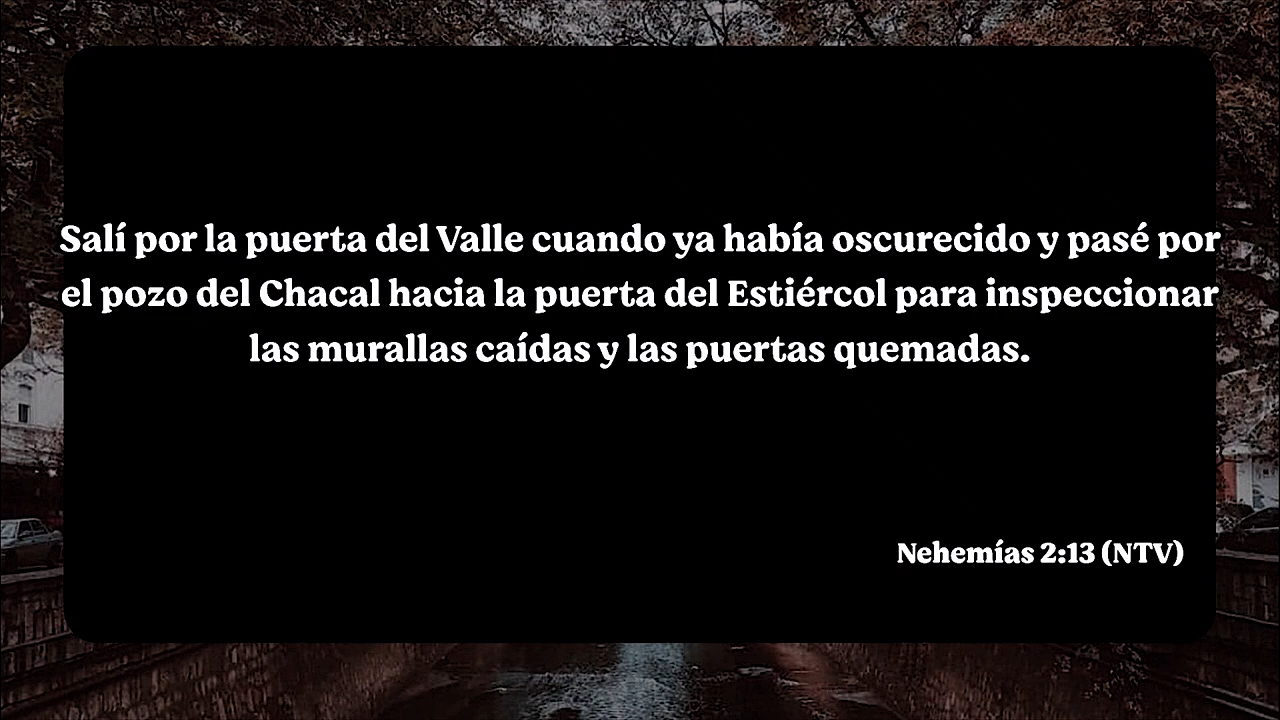 Salí por la puerta del Valle cuando ya había oscurecido y pasé por
el pozo del Chacal hacia la puerta del Estiércol para inspeccionar
las murallas caídas y las puertas quemadas.
Nehemías 2:13 (NTV)